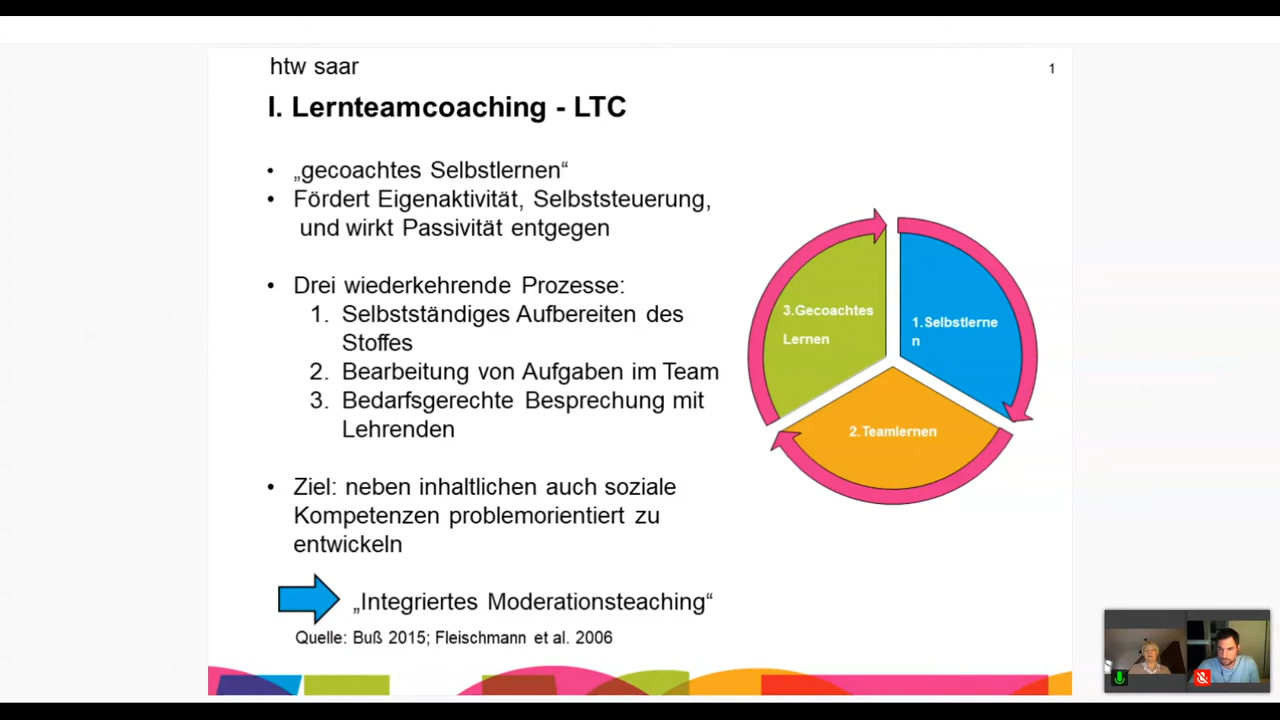 htw saar
1
I. Lernteamcoaching - LTC
• „gecoachtes Selbstlernen“
• Fördert Eigenaktivität, Selbststeuerung,
und wirkt Passivität entgegen
• Drei wiederkehrende Prozesse:
1. Selbstständiges Aufbereiten des
Stoffes
2. Bearbeitung von Aufgaben im Team
3. Bedarfsgerechte Besprechung mit
Lehrenden
• Ziel: neben inhaltlichen auch soziale
Kompetenzen problemorientiert zu
entwickeln
„Integriertes Moderationsteaching“
Quelle: Buß 2015; Fleischmann et al. 2006
3.Gecoachtes
Lernen
1.Selbstlerne
n
2.Teamlernen